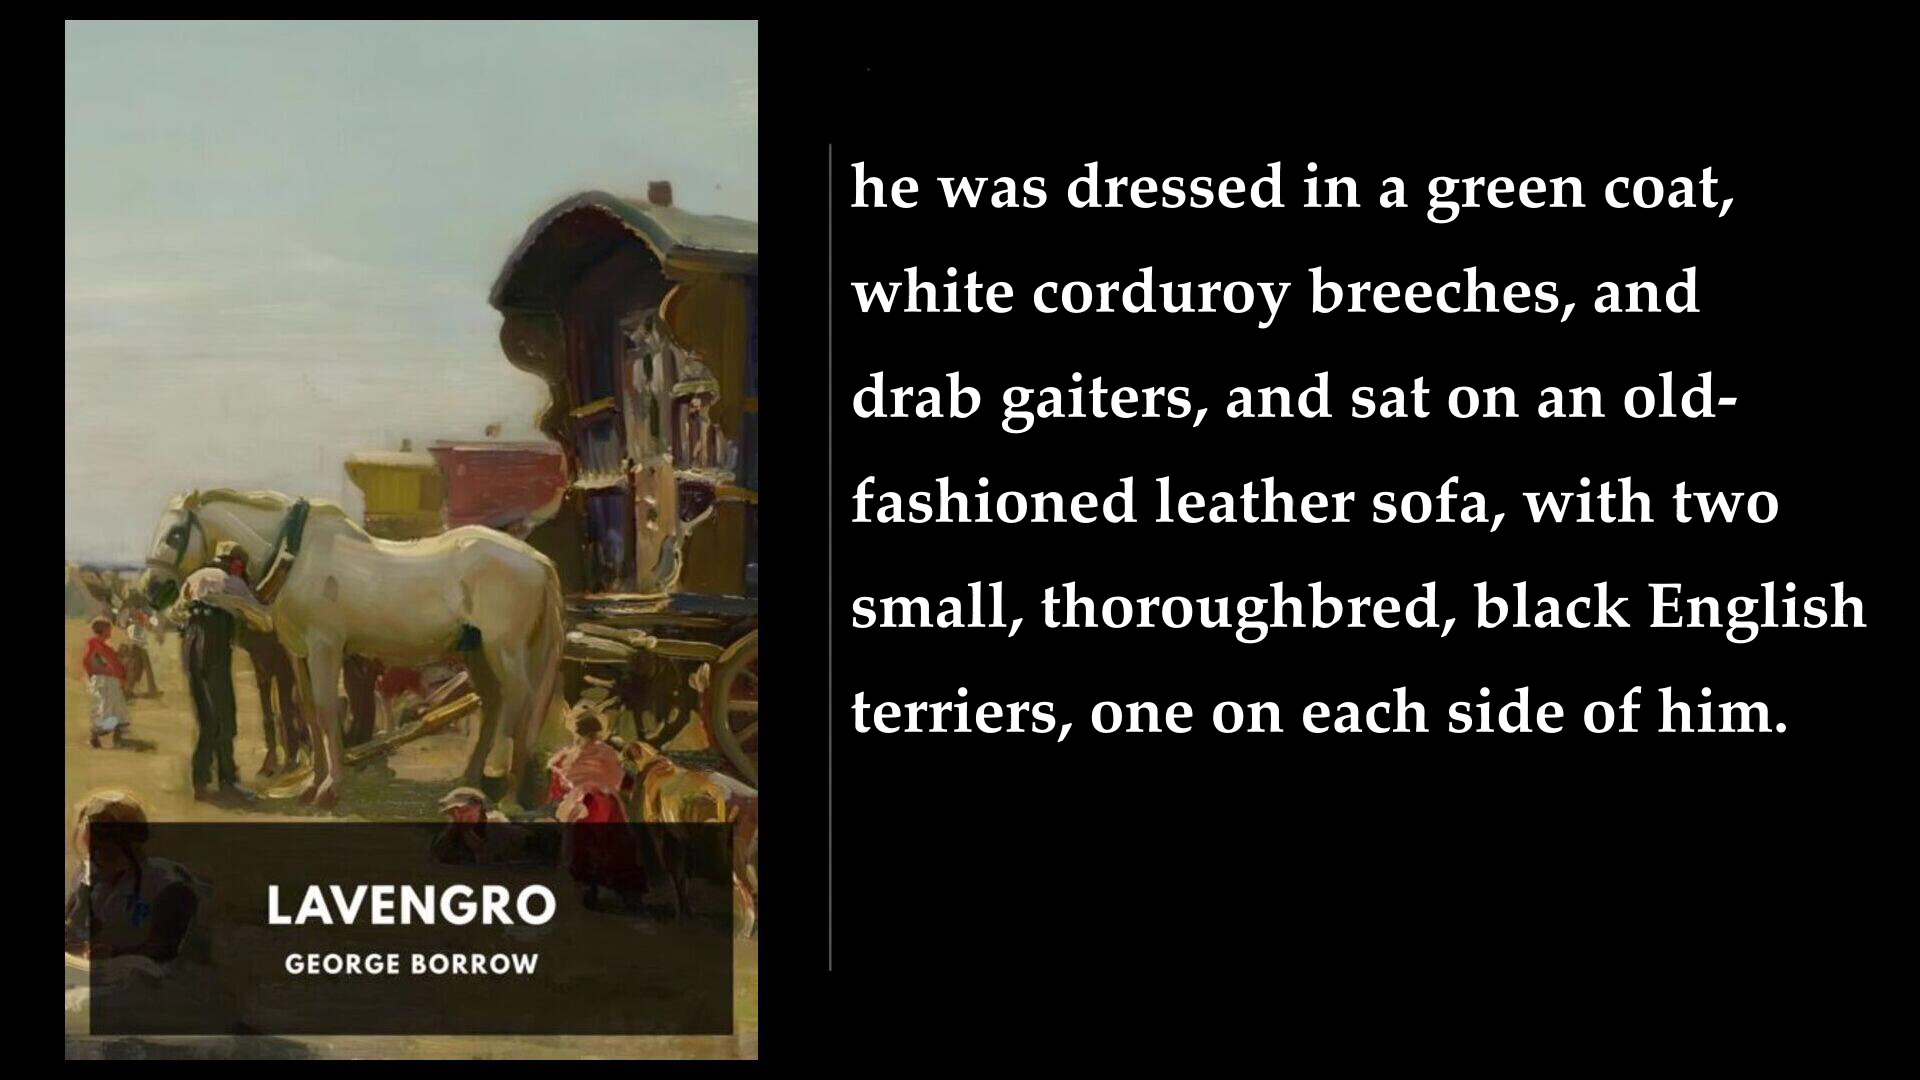 he was dressed in a green coat,
white corduroy breeches, and
drab gaiters, and sat on an old-
fashioned leather sofa, with two
small, thoroughbred, black English
terriers, one on each side of him.
LAVENGRO
GEORGE BORROW